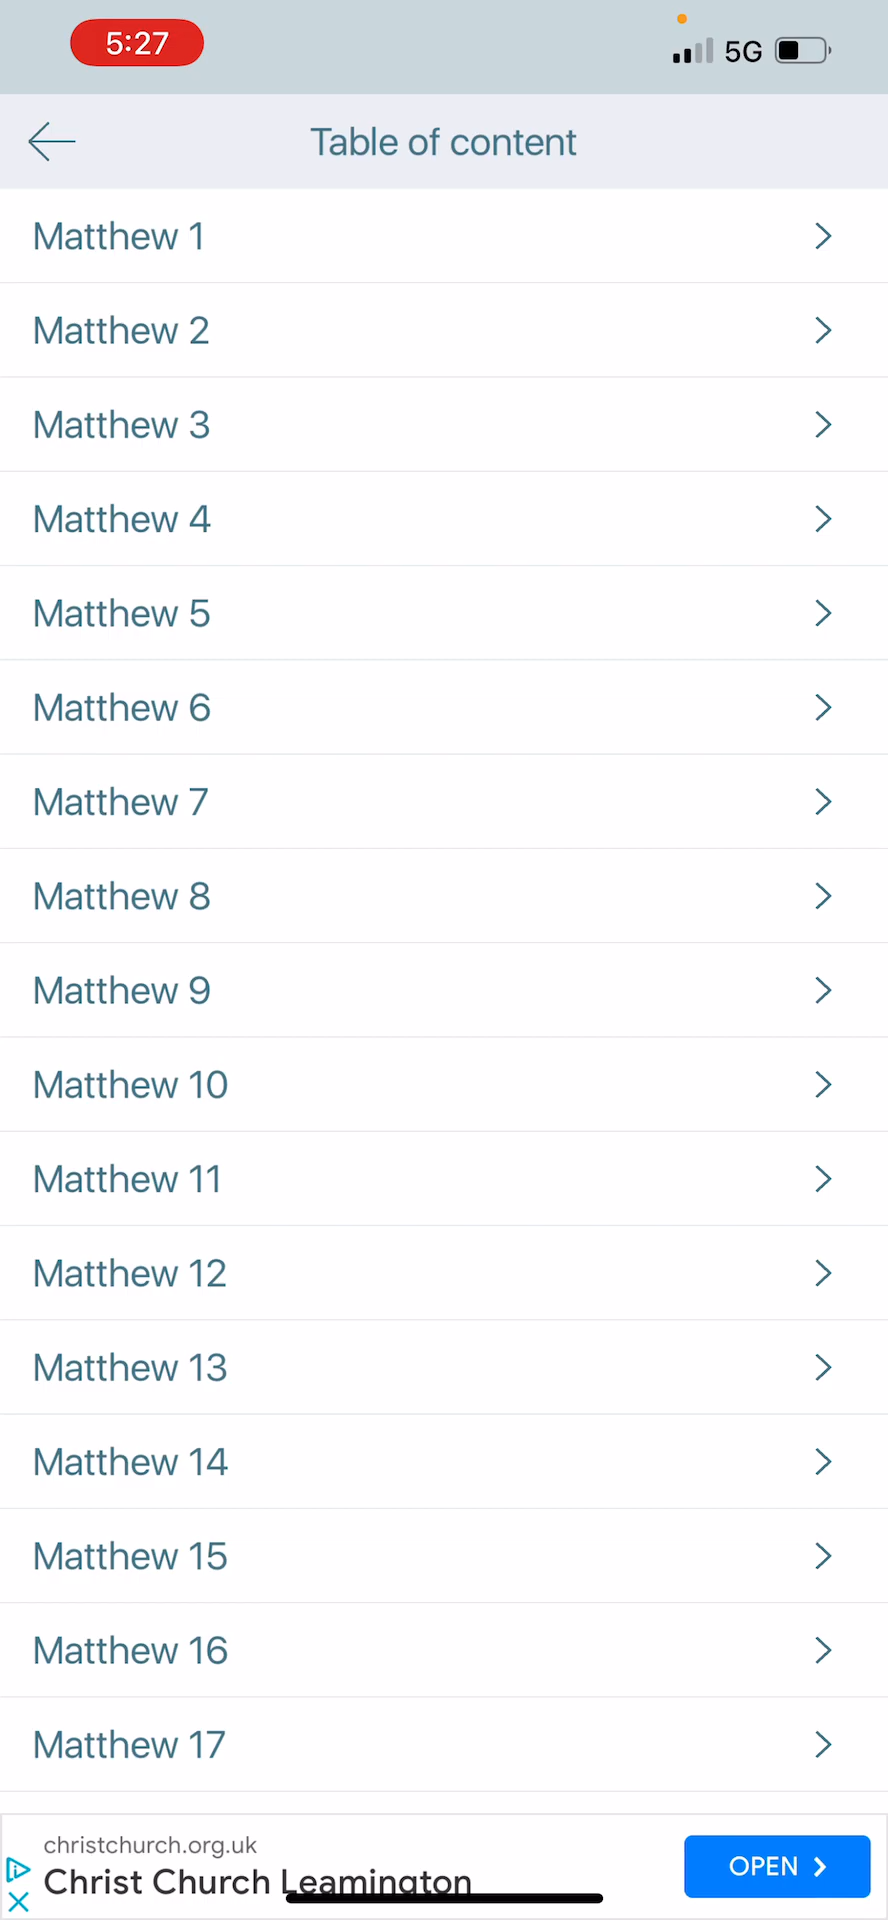 5:27
5G
Table of content
Matthew 1
Matthew 2
Matthew 3
Matthew 4
Matthew 5
Matthew 6
Matthew 7
Matthew 8
Matthew 9
Matthew 10
Matthew 11
Matthew 12
Matthew 13
Matthew 14
Matthew 15
Matthew 16
Matthew 17
christchurch.org.uk
Christ Church Leamington
OPEN